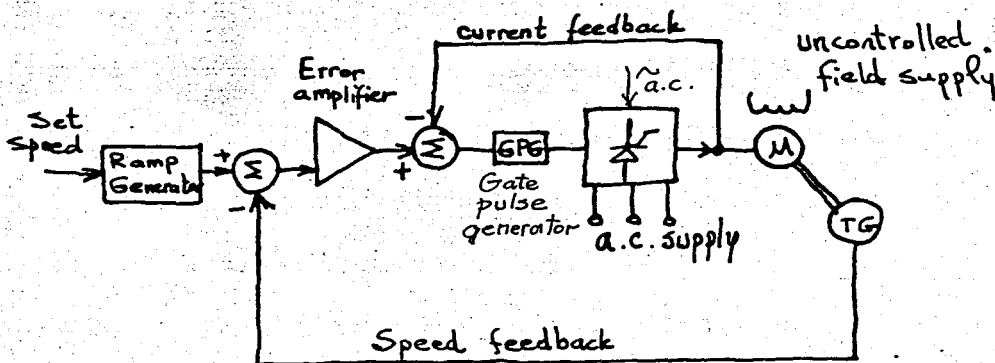 current feedback
uncontrolled.
field supply
Error
amplifier
~
a.c.
Set
speed
Ramp
Generator
+
Σ
-
-
Σ
+
GPG
Gate
pulse
generator
a.c. supply
M
TG
Speed feedback